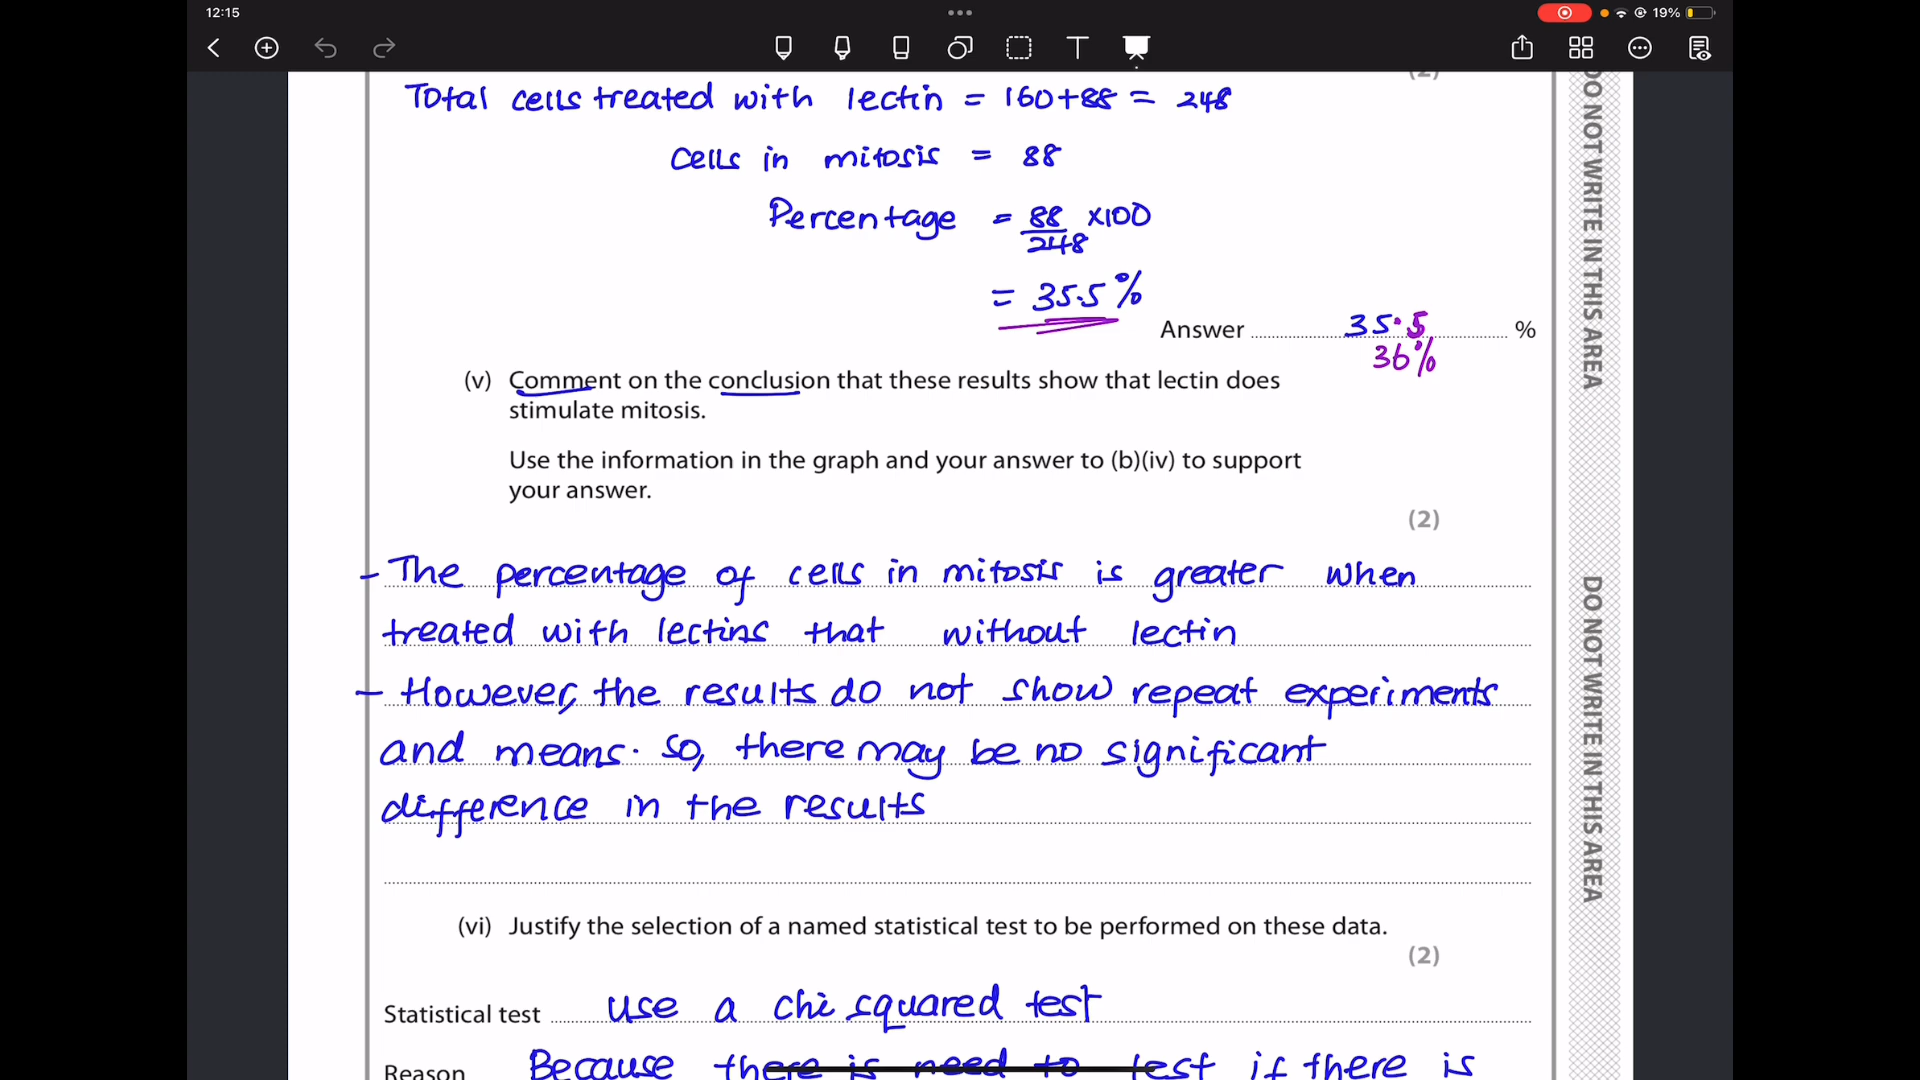 12:15
19%
(2)
Total cells treated with lectin = 160+88 = 248
Cells in mitosis = 88
Percentage = 88/248 x100
= 35.5%
Answer 35.5 %
36%
(v) Comment on the conclusion that these results show that lectin does
stimulate mitosis.
Use the information in the graph and your answer to (b)(iv) to support
your answer.
(2)
- The percentage of cells in mitosis is greater when
treated with lectins that without lectin
- However, the results do not show repeat experiments
and means. So, there may be no significant
difference in the results
(vi) Justify the selection of a named statistical test to be performed on these data.
(2)
Statistical test use a chi squared test
Reason Because there is need to test if there is
DO NOT WRITE IN THIS AREA
DO NOT WRITE IN THIS AREA